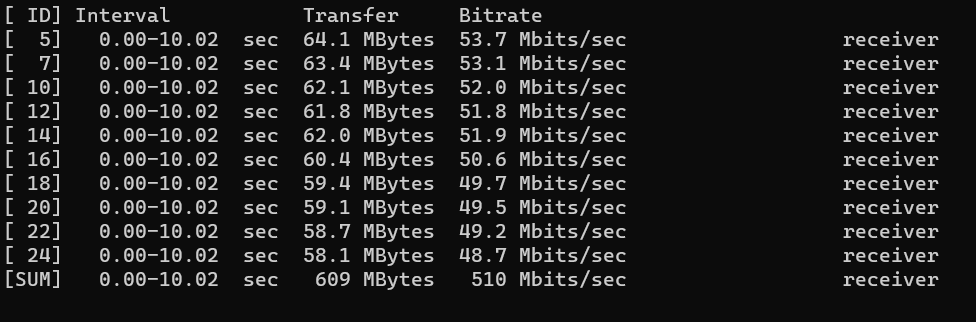 [ ID] Interval           Transfer     Bitrate
[  5]   0.00-10.02  sec  64.1 MBytes  53.7 Mbits/sec                  receiver
[  7]   0.00-10.02  sec  63.4 MBytes  53.1 Mbits/sec                  receiver
[ 10]   0.00-10.02  sec  62.1 MBytes  52.0 Mbits/sec                  receiver
[ 12]   0.00-10.02  sec  61.8 MBytes  51.8 Mbits/sec                  receiver
[ 14]   0.00-10.02  sec  62.0 MBytes  51.9 Mbits/sec                  receiver
[ 16]   0.00-10.02  sec  60.4 MBytes  50.6 Mbits/sec                  receiver
[ 18]   0.00-10.02  sec  59.4 MBytes  49.7 Mbits/sec                  receiver
[ 20]   0.00-10.02  sec  59.1 MBytes  49.5 Mbits/sec                  receiver
[ 22]   0.00-10.02  sec  58.7 MBytes  49.2 Mbits/sec                  receiver
[ 24]   0.00-10.02  sec  58.1 MBytes  48.7 Mbits/sec                  receiver
[SUM]   0.00-10.02  sec   609 MBytes   510 Mbits/sec                  receiver